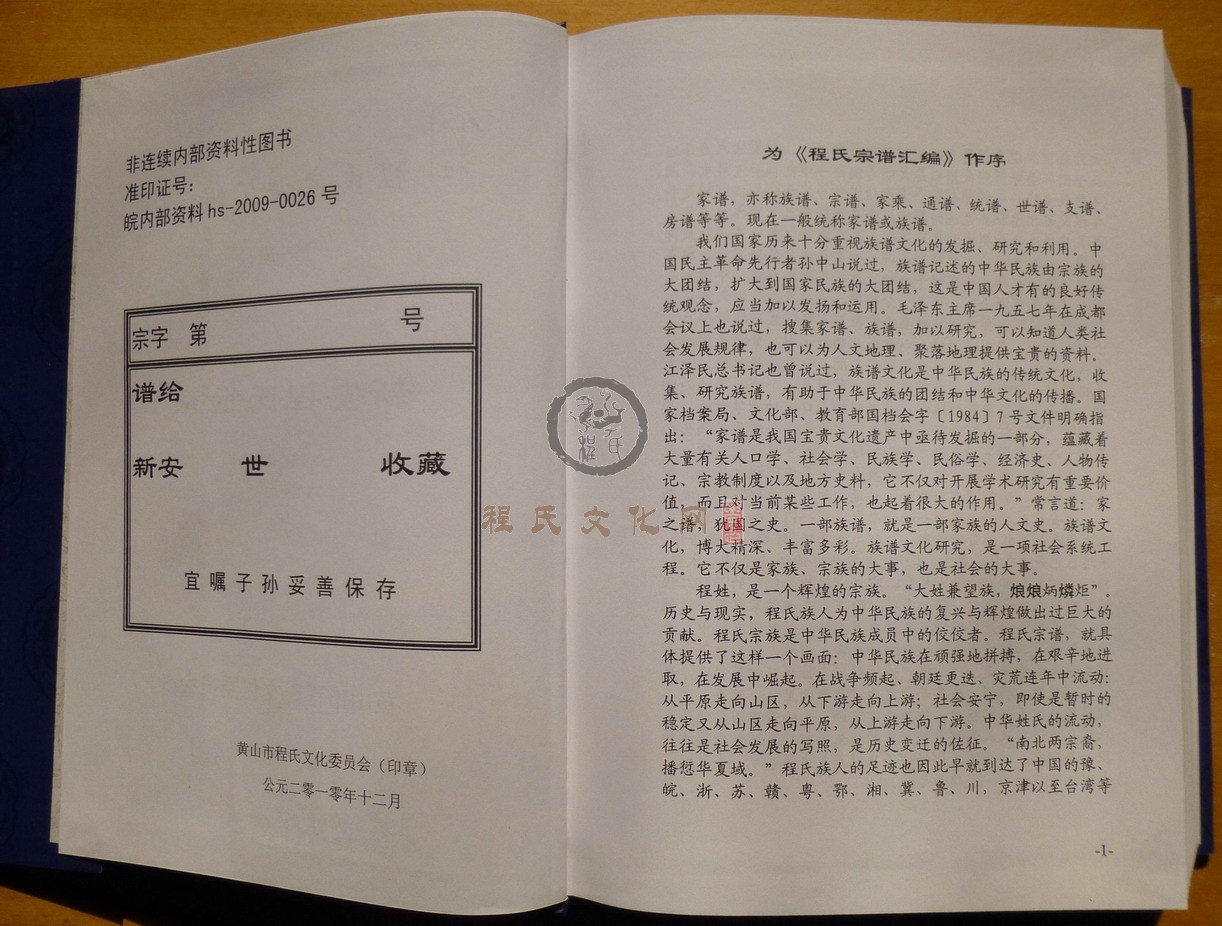 非连续内部资料性图书
准印证号：
皖内部资料 hs-2009-0026 号
宗字 第 号
谱给
新安 世 收藏
宜嘱子孙妥善保存
黄山市程氏文化委员会（印章）
公元二零一零年十二月
为《程氏宗谱汇编》作序
家谱，亦称族谱、宗谱、家乘、通谱、统谱、世谱、支谱、
房谱等等。现在一般统称家谱或族谱。
我们国家历来十分重视族谱文化的发掘、研究和利用。中
国民主革命先行者孙中山说过，族谱记述的中华民族由宗族的
大团结，扩大到国家民族的大团结，这是中国人才有的良好传
统观念，应当加以发扬和运用。毛泽东主席一九五七年在成都
会议上也说过，搜集家谱、族谱，加以研究，可以知道人类社
会发展规律，也可以为人文地理、聚落地理提供宝贵的资料。
江泽民总书记也曾说过，族谱文化是中华民族的传统文化，收
集、研究族谱，有助于中华民族的团结和中华文化的传播。国
家档案局、文化部、教育部国档会字［1984］7 号文件明确指
出：“家谱是我国宝贵文化遗产中亟待发掘的一部分，蕴藏着
大量有关人口学、社会学、民族学、民俗学、经济史、人物传
记、宗教制度以及地方史料，它不仅对开展学术研究有重要价
值，而且对当前某些工作，也起着很大的作用。”常言道：家
之谱，犹国之史。一部族谱，就是一部家族的人文史。族谱文
化，博大精深、丰富多彩。族谱文化研究，是一项社会系统工
程。它不仅是家族、宗族的大事，也是社会的大事。
程姓，是一个辉煌的宗族。“大姓兼望族，烺烺炳燐炬”。
历史与现实，程氏族人为中华民族的复兴与辉煌做出过巨大的
贡献。程氏宗族是中华民族成员中的佼佼者。程氏宗谱，就具
体提供了这样一个画面：中华民族在顽强地拼搏，在艰辛地进
取，在发展中崛起。在战争频起、朝廷更迭、灾荒连年中流动：
从平原走向山区，从下游走向上游；社会安宁，即使是暂时的
稳定又从山区走向平原，从上游走向下游。中华姓氏的流动，
往往是社会发展的写照，是历史变迁的佐征。“南北两宗裔，
播愆华夏域。”程氏族人的足迹也因此早就到达了中国的豫、
皖、浙、苏、赣、粤、鄂、湘、冀、鲁、川，京津以至台湾等
-1-
程氏文化网